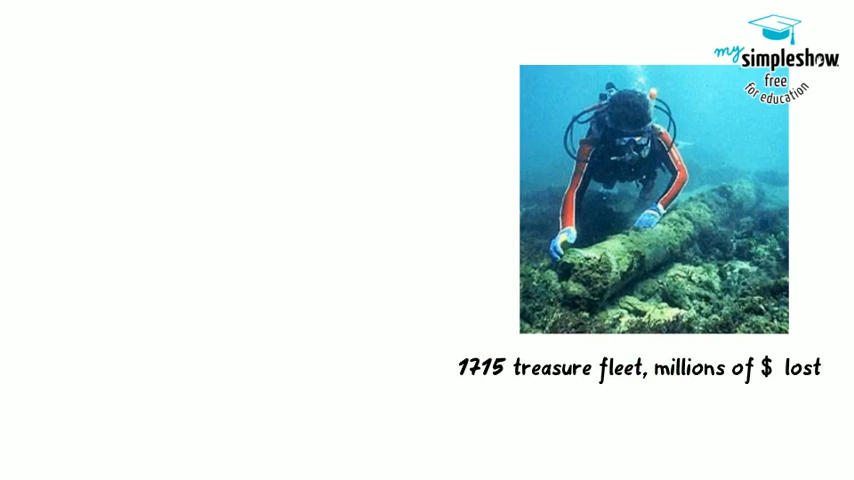 my
simpleshow
free
for education
1715 treasure fleet, millions of $ lost